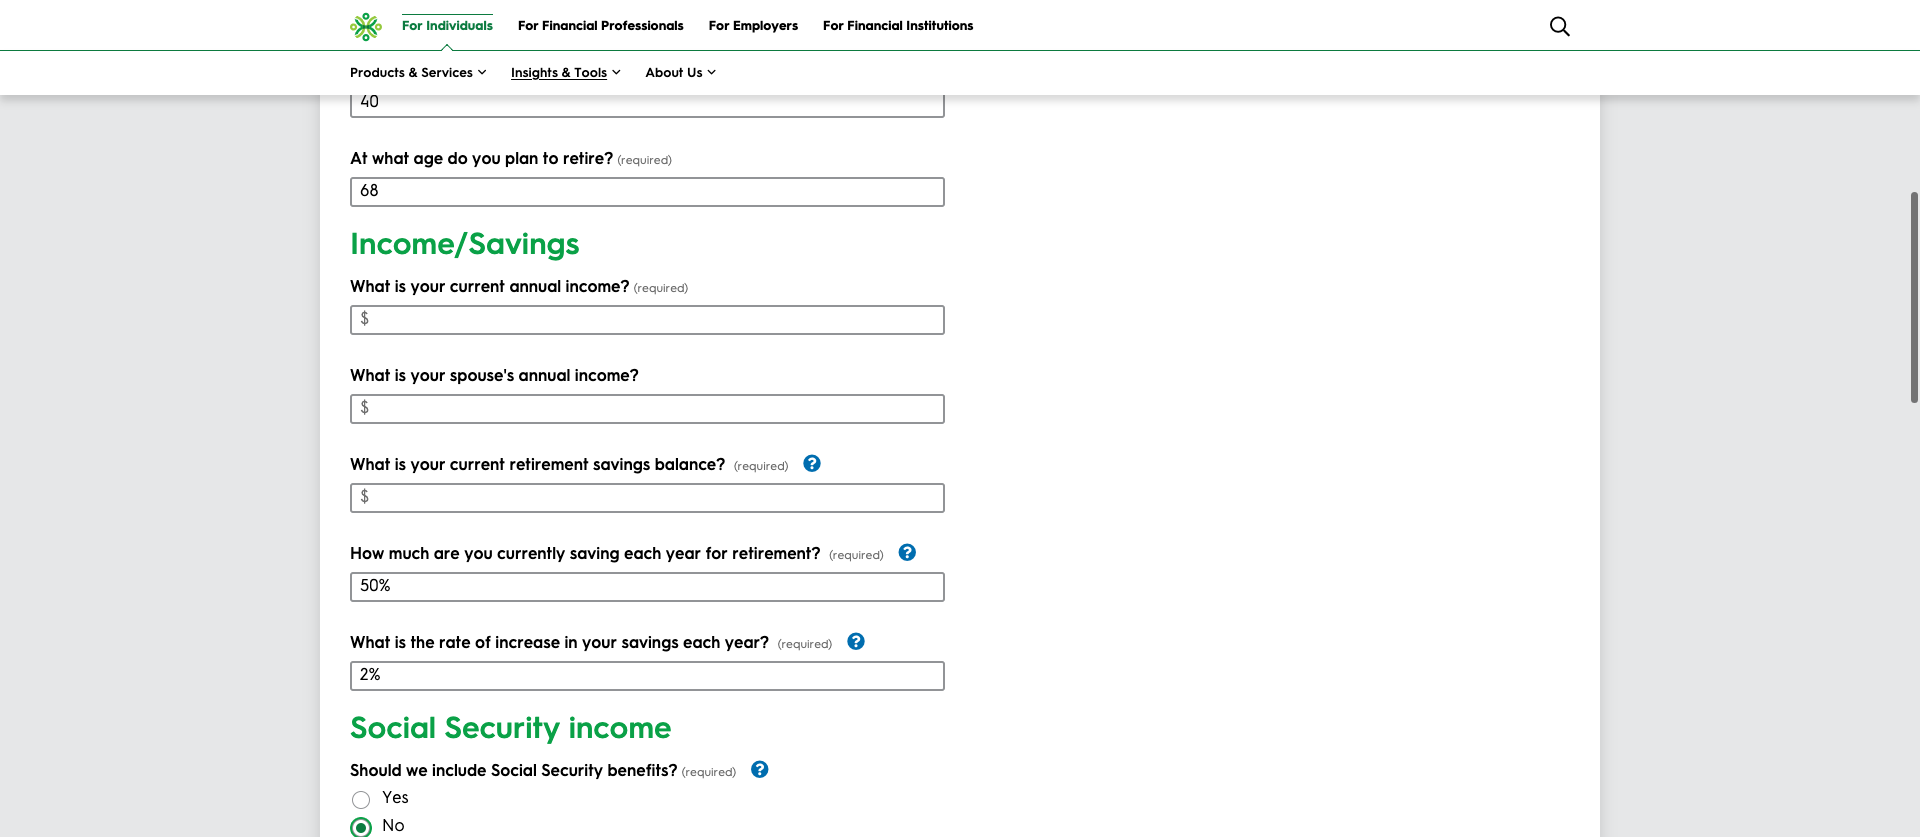 For Individuals For Financial Professionals For Employers For Financial Institutions
Products & Services Insights & Tools About Us
40
At what age do you plan to retire? (required)
68
Income/Savings
What is your current annual income? (required)
$
What is your spouse's annual income?
$
What is your current retirement savings balance? (required) ?
$
How much are you currently saving each year for retirement? (required) ?
50%
What is the rate of increase in your savings each year? (required) ?
2%
Social Security income
Should we include Social Security benefits? (required) ?
Yes
No